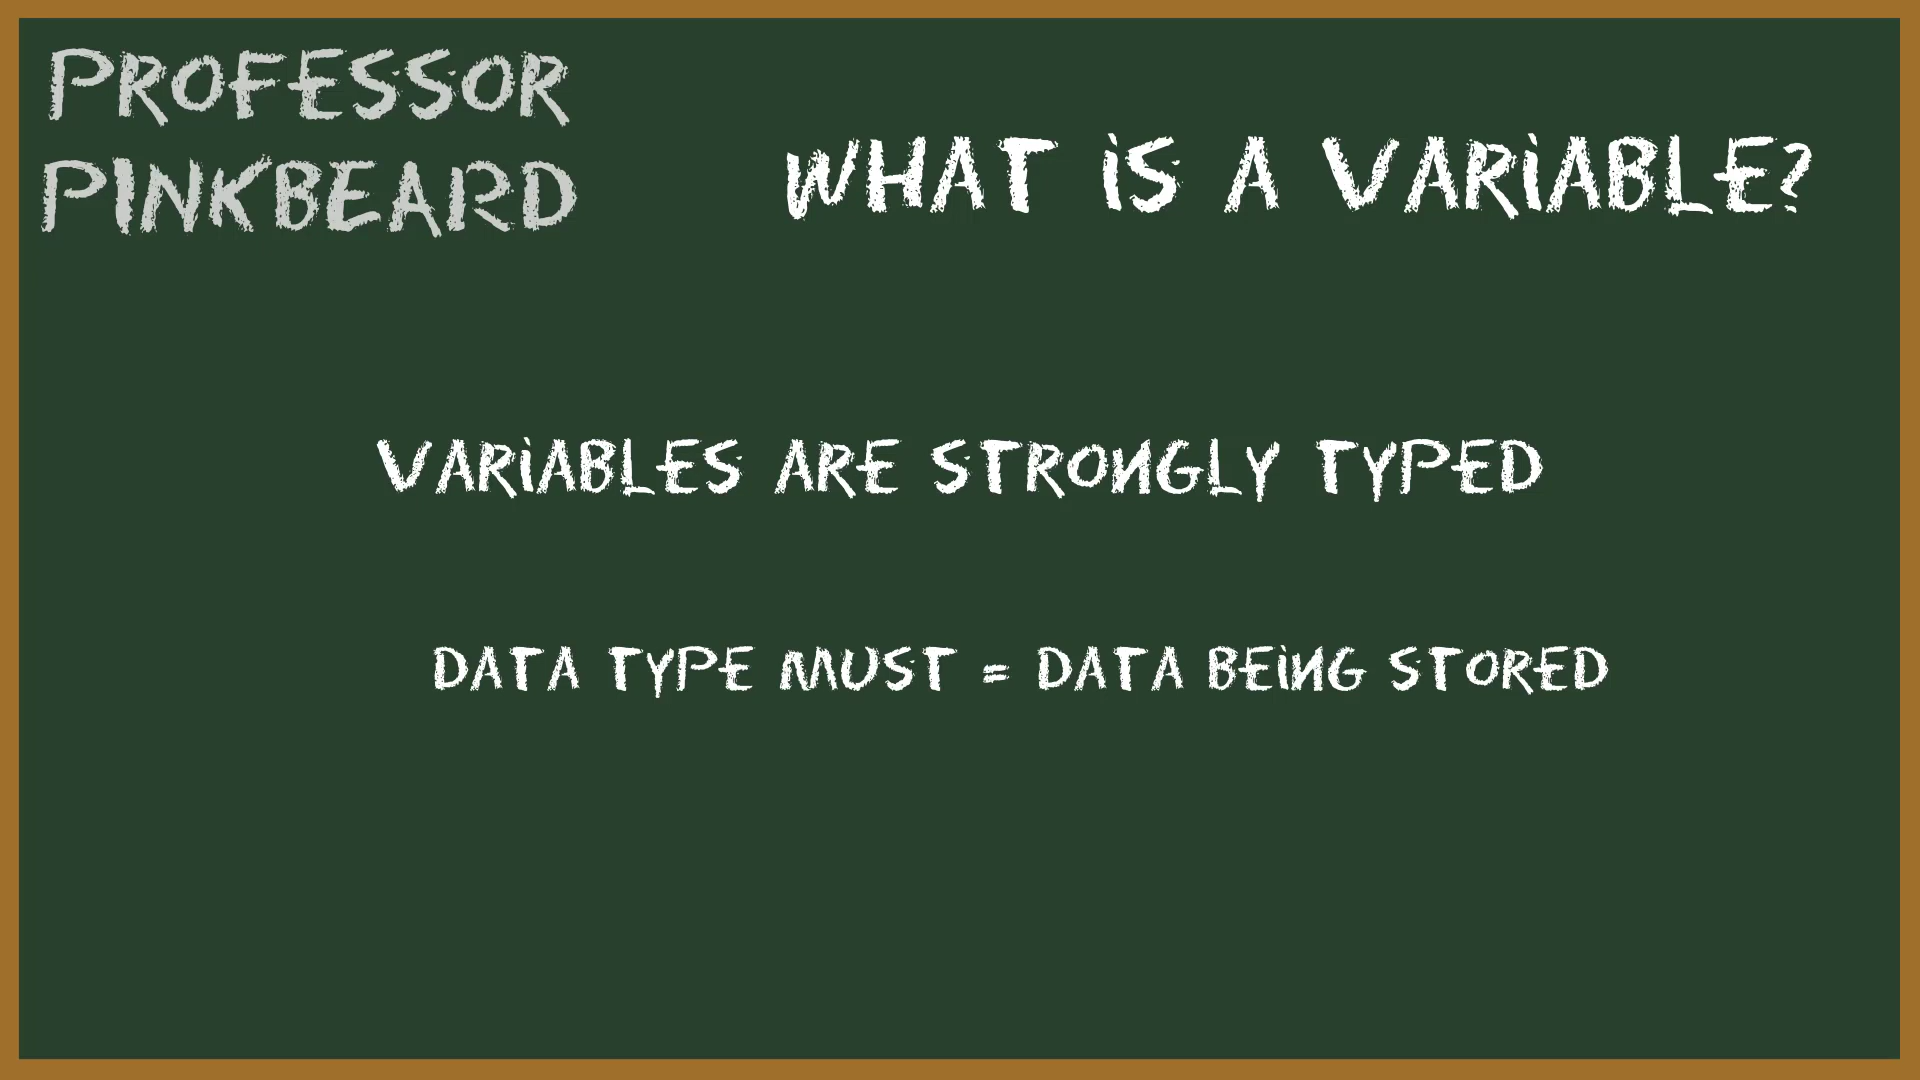 PROFESSOR
PINKBEARD
WHAT iS A VARiABLE?
VARiABLES ARE STRONGLY TYPED
DATA TYPE MUST = DATA BEiNG STORED